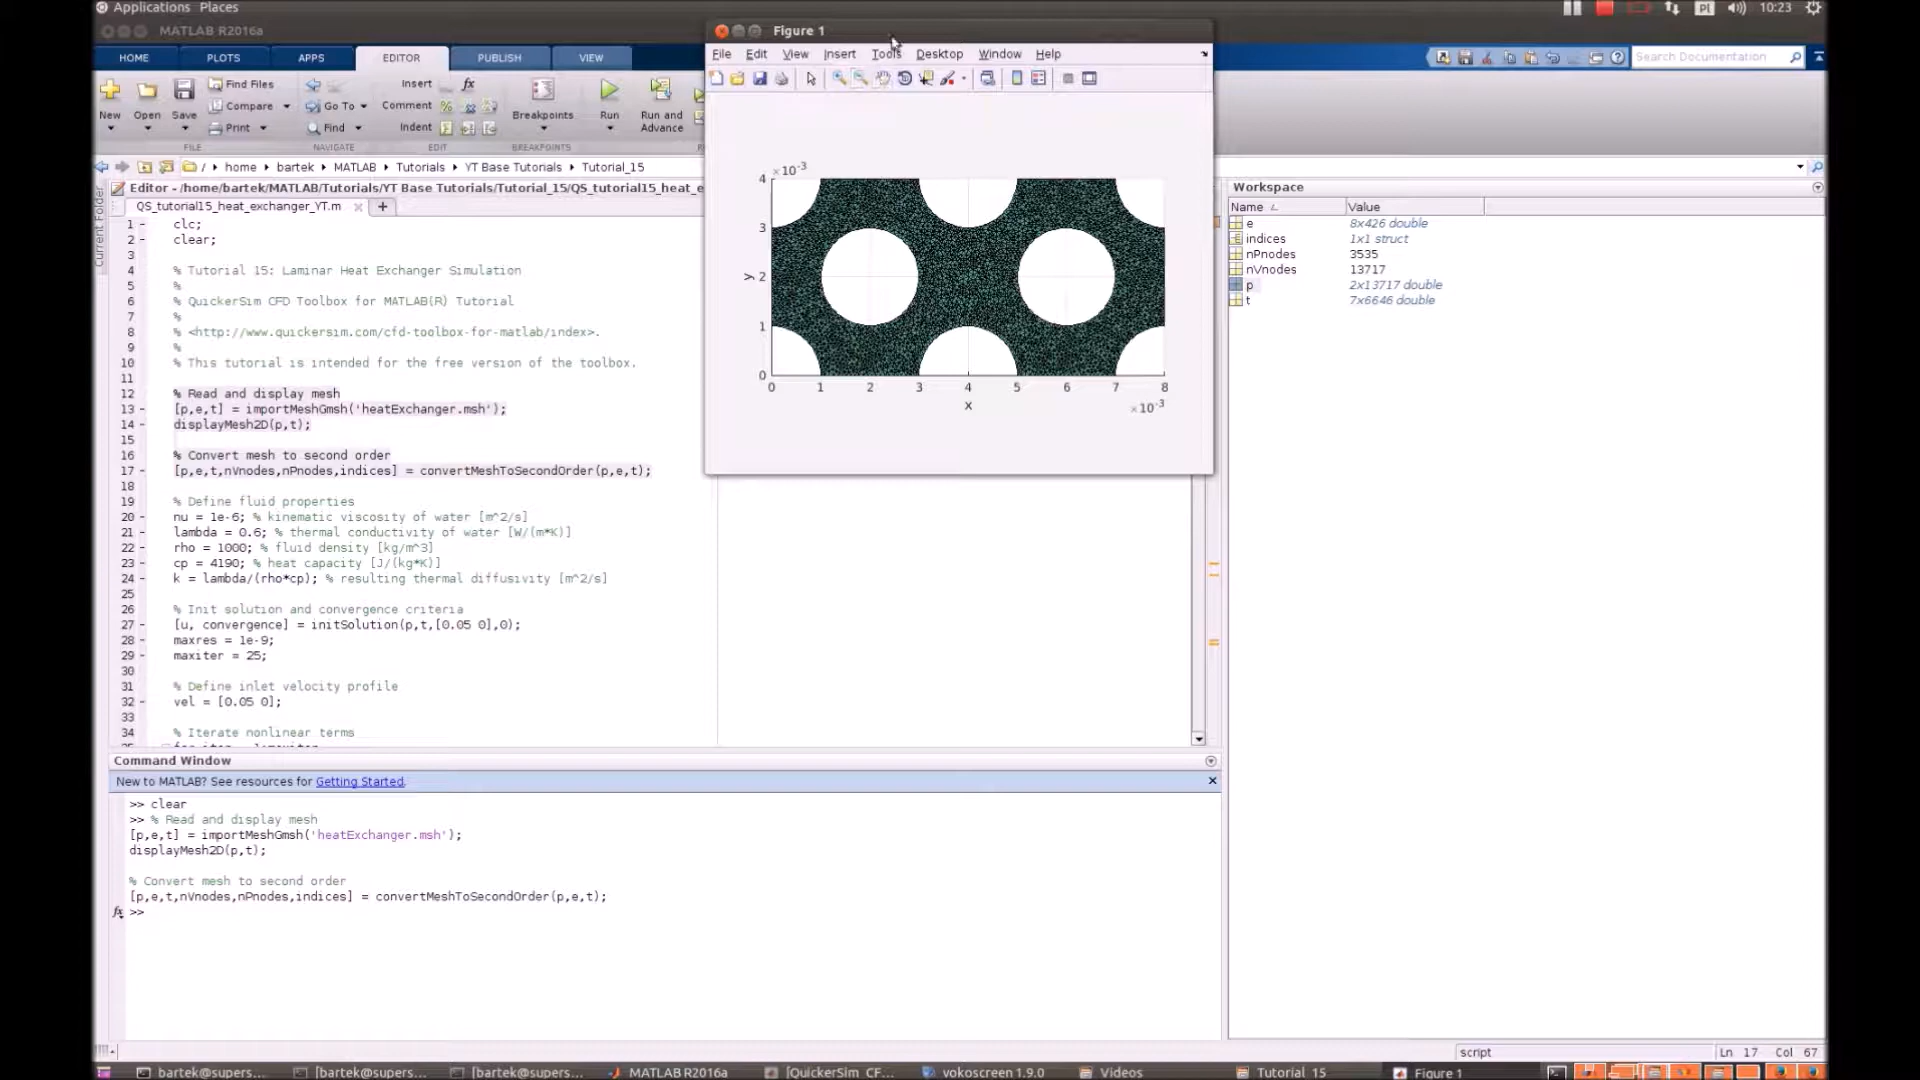 Applications Places
10:23
MATLAB R2016a
HOME PLOTS APPS EDITOR PUBLISH VIEW
Search Documentation
New Open Save Find Files Compare Print
Go To Find
Insert Comment Indent
Breakpoints Run Run and Advance
FILE NAVIGATE EDIT BREAKPOINTS
/ home MATLAB Tutorials YT Base Tutorials Tutorial_15
bartek
Editor - /home/bartek/MATLAB/Tutorials/YT Base Tutorials/Tutorial_15/QS_tutorial15_heat_e
QS_tutorial15_heat_exchanger_YT.m
1 clc;
2 clear;
3
4 % Tutorial 15: Laminar Heat Exchanger Simulation
5 %
6 % QuickerSim CFD Toolbox for MATLAB(R) Tutorial
7 %
8 % <http://www.quickersim.com/cfd-toolbox-for-matlab/index>.
9 %
10 % This tutorial is intended for the free version of the toolbox.
11
12 % Read and display mesh
13 [p,e,t] = importMeshGmsh('heatExchanger.msh');
14 displayMesh2D(p,t);
15
16 % Convert mesh to second order
17 [p,e,t,nVnodes,nPnodes,indices] = convertMeshToSecondOrder(p,e,t);
18
19 % Define fluid properties
20 nu = 1e-6; % kinematic viscosity of water [m^2/s]
21 lambda = 0.6; % thermal conductivity of water [W/(m*K)]
22 rho = 1000; % fluid density [kg/m^3]
23 cp = 4190; % heat capacity [J/(kg*K)]
24 k = lambda/(rho*cp); % resulting thermal diffusivity [m^2/s]
25
26 % Init solution and convergence criteria
27 [u, convergence] = initSolution(p,t,[0.05 0],0);
28 maxres = 1e-9;
29 maxiter = 25;
30
31 % Define inlet velocity profile
32 vel = [0.05 0];
33
34 % Iterate nonlinear terms
Current Folder
Figure 1
File Edit View Insert Tools Desktop Window Help
×10-3
4
3
2
1
0
y
0 1 2 3 4 5 6 7 8
x
×10-3
Workspace
Name Value
e 8x426 double
indices 1x1 struct
nPnodes 3535
nVnodes 13717
p 2x13717 double
t 7x6646 double
Command Window
New to MATLAB? See resources for Getting Started.
>> clear
>> % Read and display mesh
[p,e,t] = importMeshGmsh('heatExchanger.msh');
displayMesh2D(p,t);
% Convert mesh to second order
[p,e,t,nVnodes,nPnodes,indices] = convertMeshToSecondOrder(p,e,t);
fx >>
script Ln 17 Col 67
bartek@supers... [bartek@supers... [bartek@supers... MATLAB R2016a [QuickerSim_CF... vokoscreen 1.9.0 Videos Tutorial_15 Figure 1